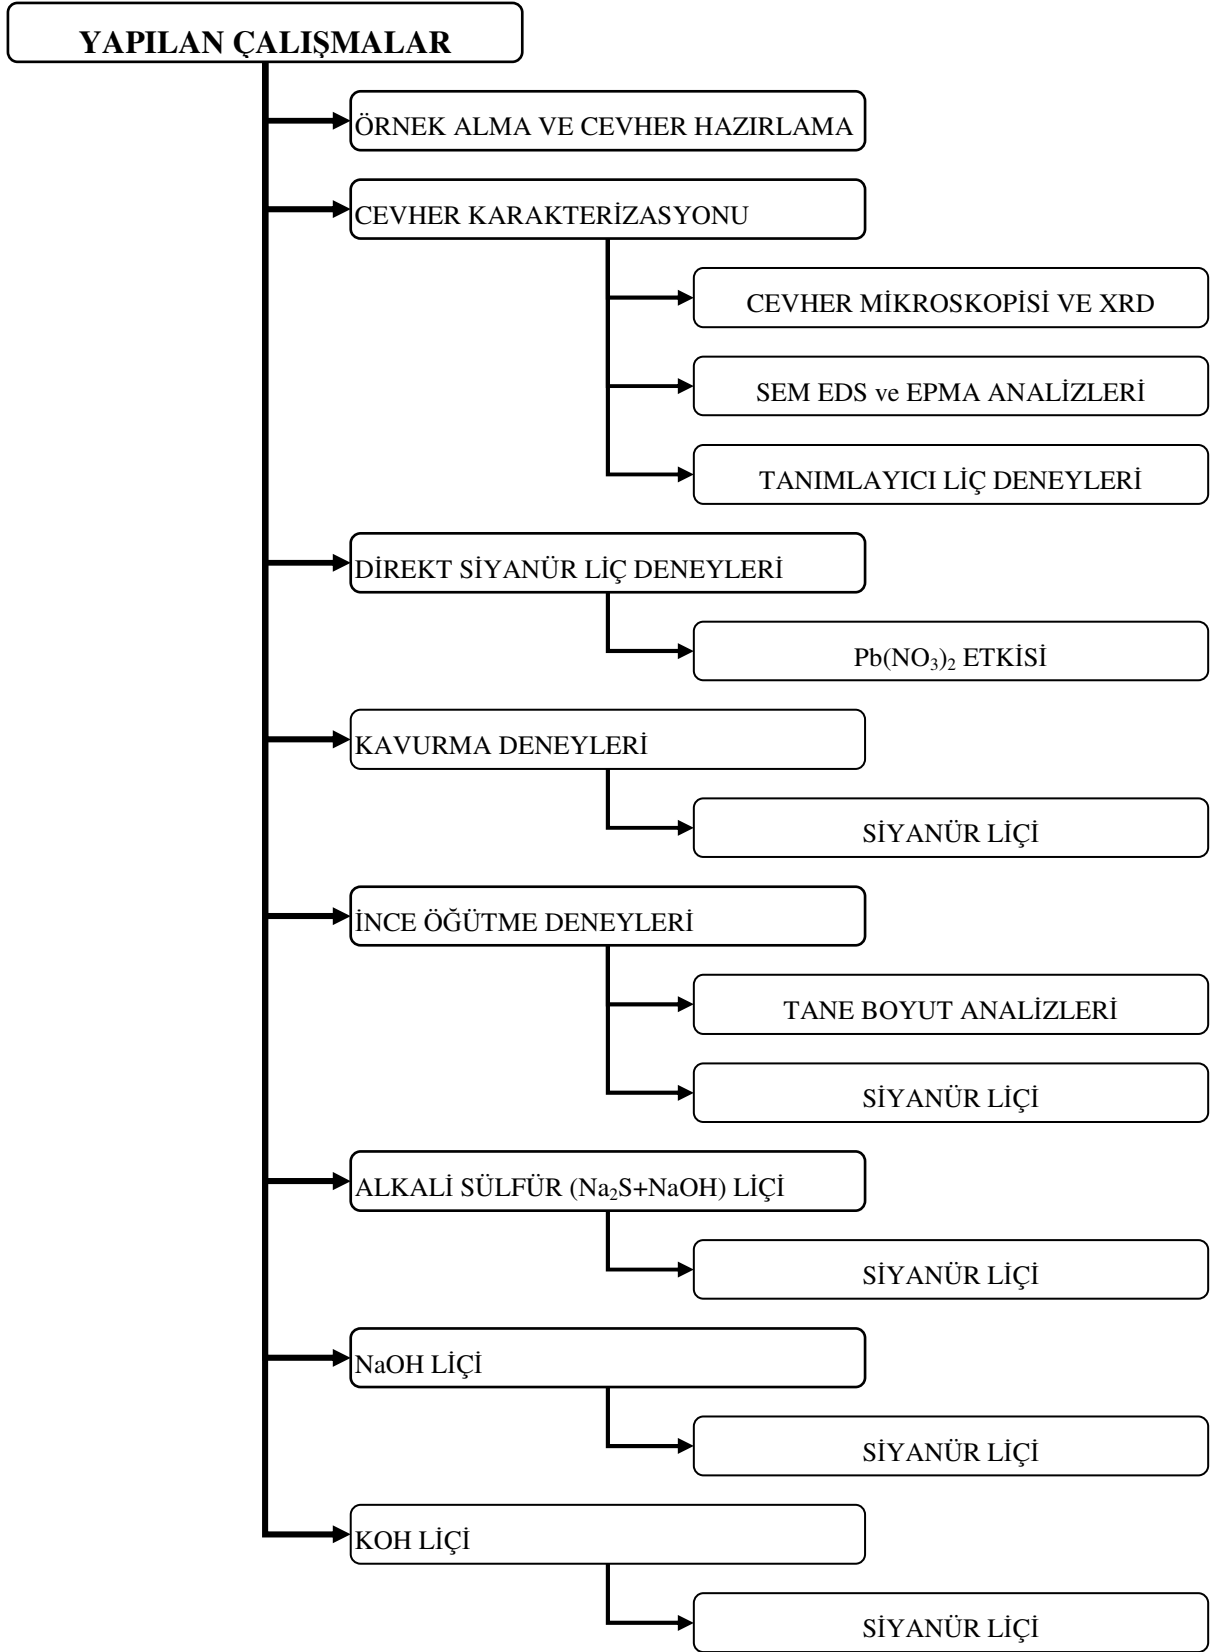 YAPILAN ÇALIŞMALAR
ÖRNEK ALMA VE CEVHER HAZIRLAMA
CEVHER KARAKTERİZASYONU
CEVHER MİKROSKOPİSİ VE XRD
SEM EDS ve EPMA ANALİZLERİ
TANIMLAYICI LİÇ DENEYLERİ
DİREKT SİYANÜR LİÇ DENEYLERİ
Pb(NO₃)₂ ETKİSİ
KAVURMA DENEYLERİ
SİYANÜR LİÇİ
İNCE ÖĞÜTME DENEYLERİ
TANE BOYUT ANALİZLERİ
SİYANÜR LİÇİ
ALKALİ SÜLFÜR (Na₂S+NaOH) LİÇİ
SİYANÜR LİÇİ
NaOH LİÇİ
SİYANÜR LİÇİ
KOH LİÇİ
SİYANÜR LİÇİ